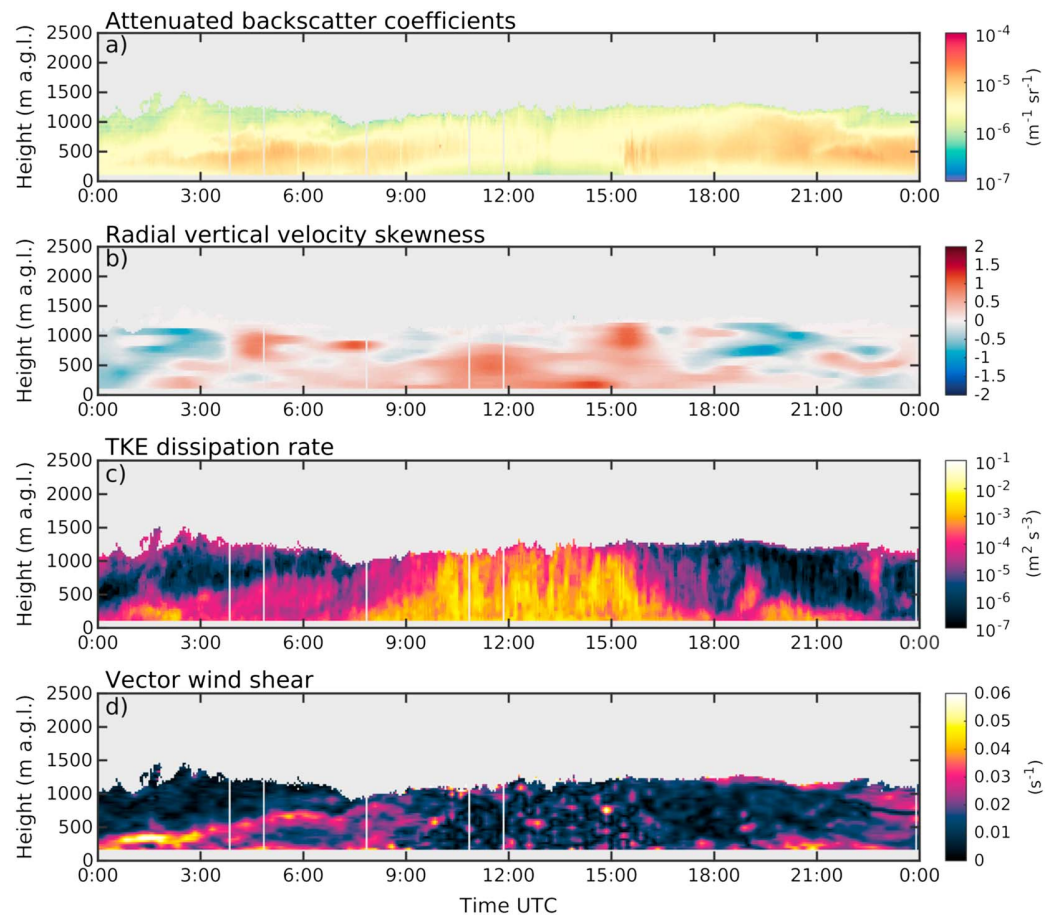 Attenuated backscatter coefficients
a)
Height (m a.g.l.)
2500
2000
1500
1000
500
0
0:00 3:00 6:00 9:00 12:00 15:00 18:00 21:00 0:00
10^-4
10^-5
10^-6
10^-7
(m^-1 sr^-1)
Radial vertical velocity skewness
b)
Height (m a.g.l.)
2500
2000
1500
1000
500
0
0:00 3:00 6:00 9:00 12:00 15:00 18:00 21:00 0:00
2
1.5
1
0.5
0
-0.5
-1
-1.5
-2
TKE dissipation rate
c)
Height (m a.g.l.)
2500
2000
1500
1000
500
0
0:00 3:00 6:00 9:00 12:00 15:00 18:00 21:00 0:00
10^-1
10^-2
10^-3
10^-4
10^-5
10^-6
10^-7
(m^2 s^-3)
Vector wind shear
d)
Height (m a.g.l.)
2500
2000
1500
1000
500
0
0:00 3:00 6:00 9:00 12:00 15:00 18:00 21:00 0:00
0.06
0.05
0.04
0.03
0.02
0.01
0
(s^-1)
Time UTC